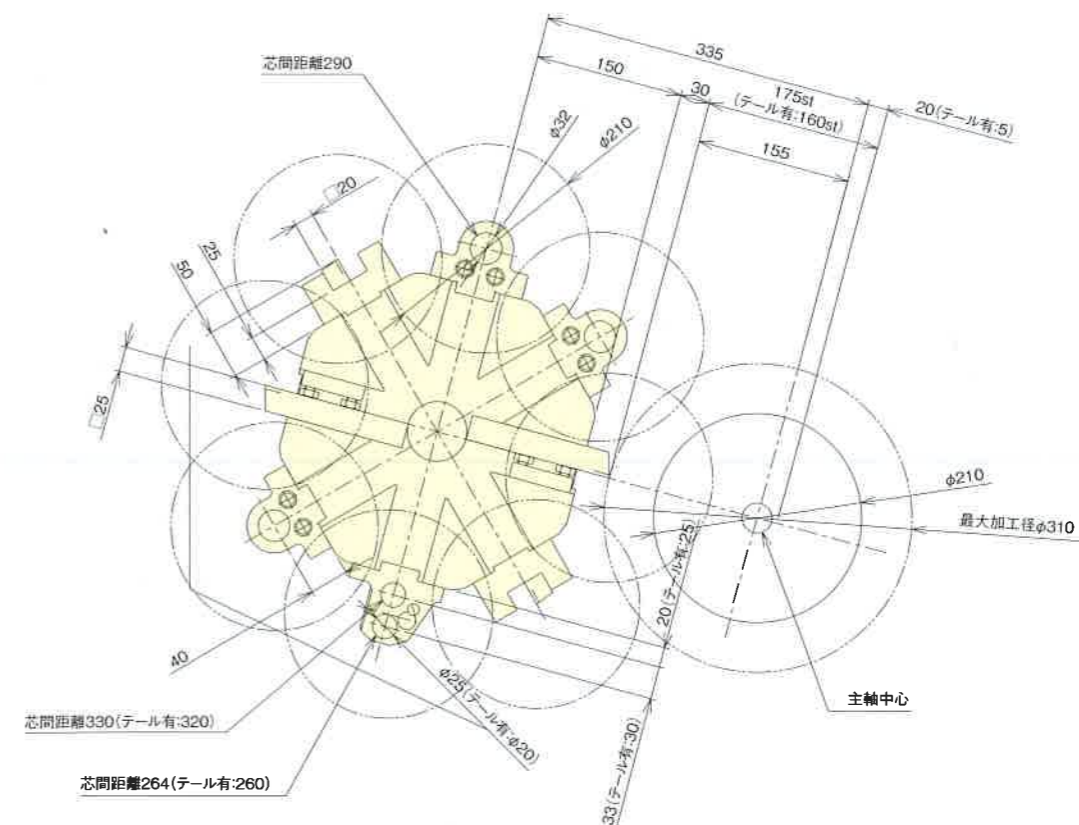 335
150
30
175st
(テール有:160st)
20(テール有:5)
155
芯間距離290
φ32
φ210
□20
25
50
□25
φ210
最大加工径φ310
20(テール有:25)
40
φ25(テール有:φ20)
主軸中心
芯間距離330(テール有:320)
芯間距離264(テール有:260)
33(テール有:30)